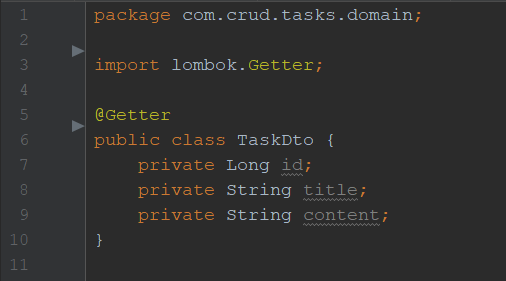 1 package com.crud.tasks.domain;
2
3 import lombok.Getter;
4
5 @Getter
6 public class TaskDto {
7     private Long id;
8     private String title;
9     private String content;
10 }
11